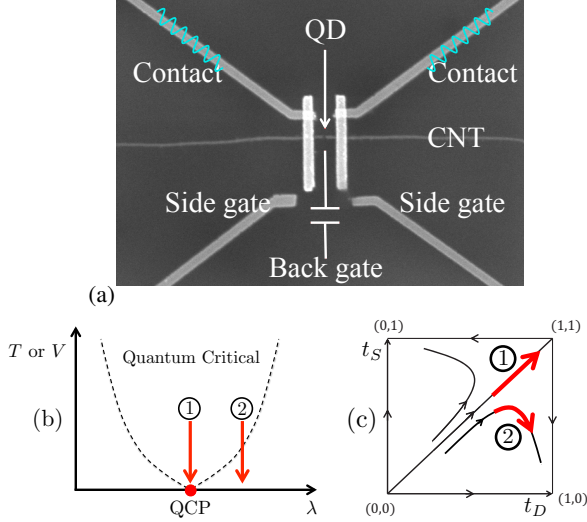 QD
Contact Contact
CNT
Side gate Side gate
Back gate
(a)
T or V
Quantum Critical
① ②
(b)
QCP λ
(0,1) (1,1)
t_S
①
(c)
②
(0,0) t_D (1,0)